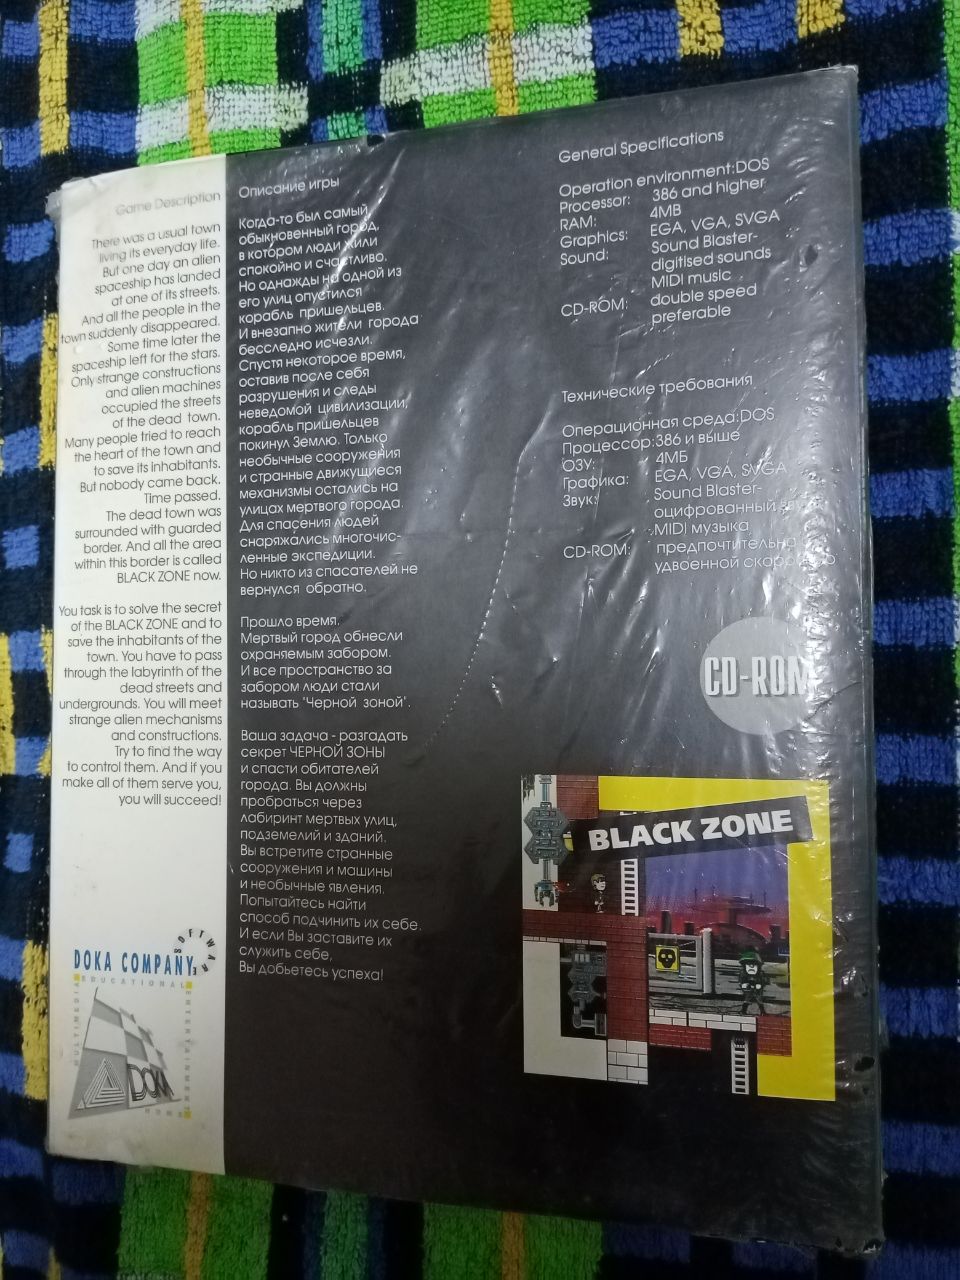 Game Description
There was a usual town
living its everyday life.
But one day an alien
spaceship has landed
at one of its streets.
And all the people in the
town suddenly disappeared.
Some time later the
spaceship left for the stars.
Only strange constructions
and alien machines
occupied the streets
of the dead town.
Many people tried to reach
the heart of the town and
to save its inhabitants.
But nobody came back.
Time passed.
The dead town was
surrounded with guarded
border. And all the area
within this border is called
BLACK ZONE now.
You task is to solve the secret
of the BLACK ZONE and to
save the inhabitants of the
town. You have to pass
through the labyrinth of the
dead streets and
undergrounds. You will meet
strange alien mechanisms
and constructions.
Try to find the way
to control them. And if you
make all of them serve you,
you will succeed!
SOFTWARE
DOKA COMPANY
EDUCATIONAL
MULTIMEDIA
ENTERTAINMENT
DOKA
Описание игры
Когда-то был самый
обыкновенный город,
в котором люди жили
спокойно и счастливо.
Но однажды на одной из
его улиц опустился
корабль пришельцев.
И внезапно жители города
бесследно исчезли.
Спустя некоторое время,
оставив после себя
разрушения и следы
неведомой цивилизации,
корабль пришельцев
покинул Землю. Только
необычные сооружения
и странные движущиеся
механизмы остались на
улицах мертвого города.
Для спасения людей
снаряжались многочис-
ленные экспедиции.
Но никто из спасателей не
вернулся обратно.
Прошло время.
Мертвый город обнесли
охраняемым забором.
И все пространство за
забором люди стали
называть "Черной зоной".
Ваша задача - разгадать
секрет ЧЕРНОЙ ЗОНЫ
и спасти обитателей
города. Вы должны
пробраться через
лабиринт мертвых улиц,
подземелий и зданий.
Вы встретите странные
сооружения и машины
и необычные явления.
Попытайтесь найти
способ подчинить их себе.
И если Вы заставите их
служить себе,
Вы добьетесь успеха!
General Specifications
Operation environment:DOS
Processor: 386 and higher
RAM: 4MB
Graphics: EGA, VGA, SVGA
Sound: Sound Blaster-
digitised sounds
MIDI music
CD-ROM: double speed
preferable
Технические требования
Операционная среда:DOS
Процессор:386 и выше
ОЗУ: 4МБ
Графика: EGA, VGA, SVGA
Звук: Sound Blaster-
оцифрованный
MIDI музыка
CD-ROM: предпочтительна
удвоенной
CD-ROM
BLACK ZONE